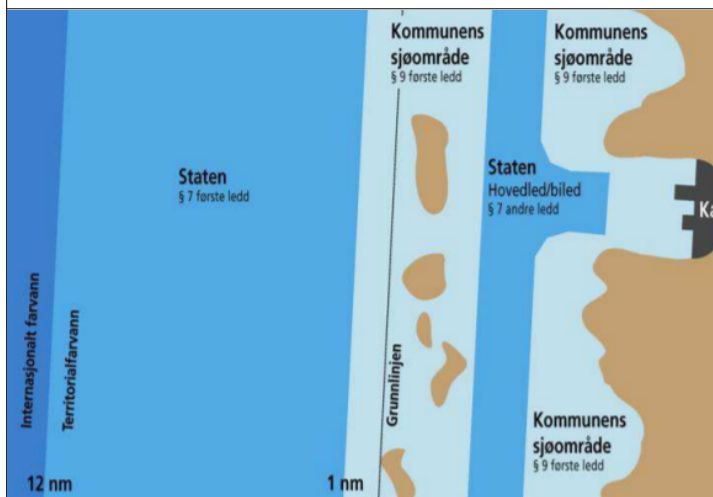 Kommunens
sjøområde
§ 9 første ledd
Kommunens
sjøområde
§ 9 første ledd
Staten
§ 7 første ledd
Staten
Hovedled/biled
§ 7 andre ledd
Internasjonalt farvann
Territorialfarvann
Grunnlinjen
Kommunens
sjøområde
§ 9 første ledd
12 nm
1 nm